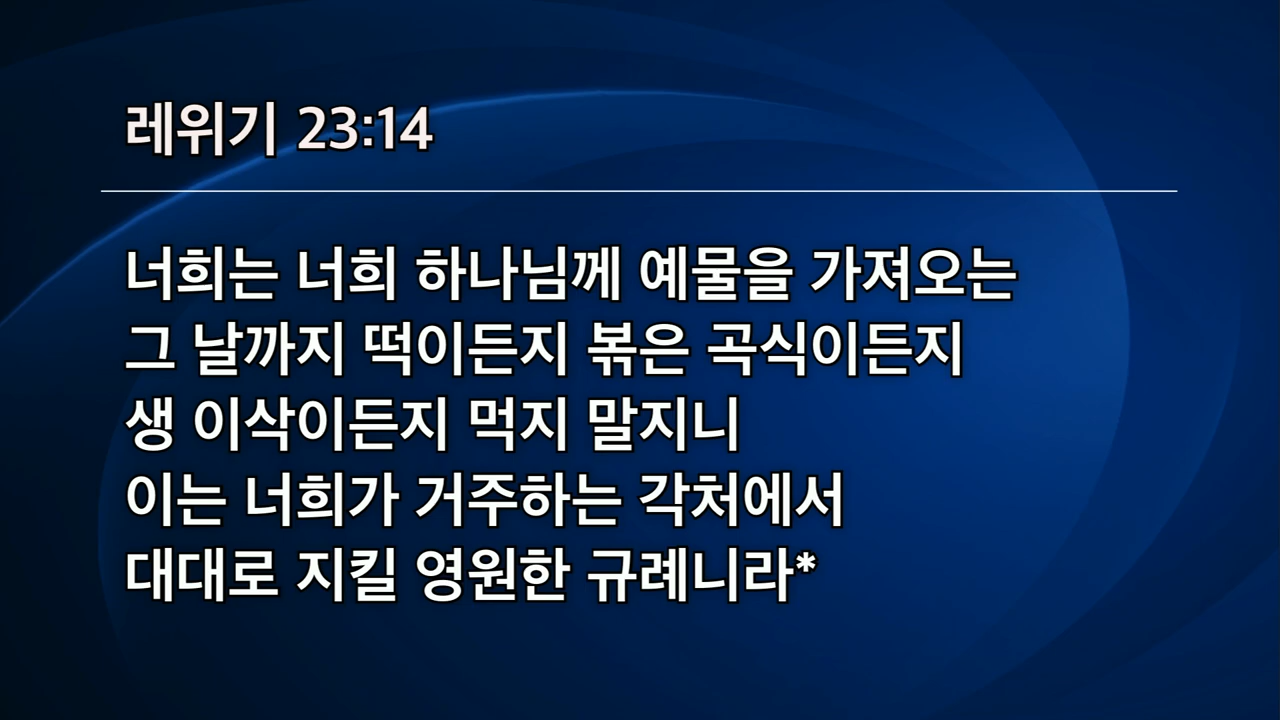 레위기 23:14
너희는 너희 하나님께 예물을 가져오는
그 날까지 떡이든지 볶은 곡식이든지
생 이삭이든지 먹지 말지니
이는 너희가 거주하는 각처에서
대대로 지킬 영원한 규례니라*